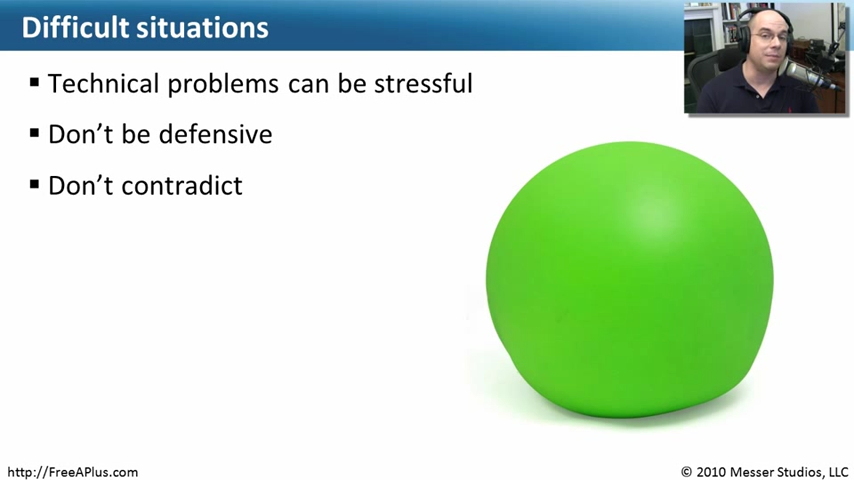 Difficult situations
▪ Technical problems can be stressful
▪ Don’t be defensive
▪ Don’t contradict
http://FreeAPlus.com
© 2010 Messer Studios, LLC